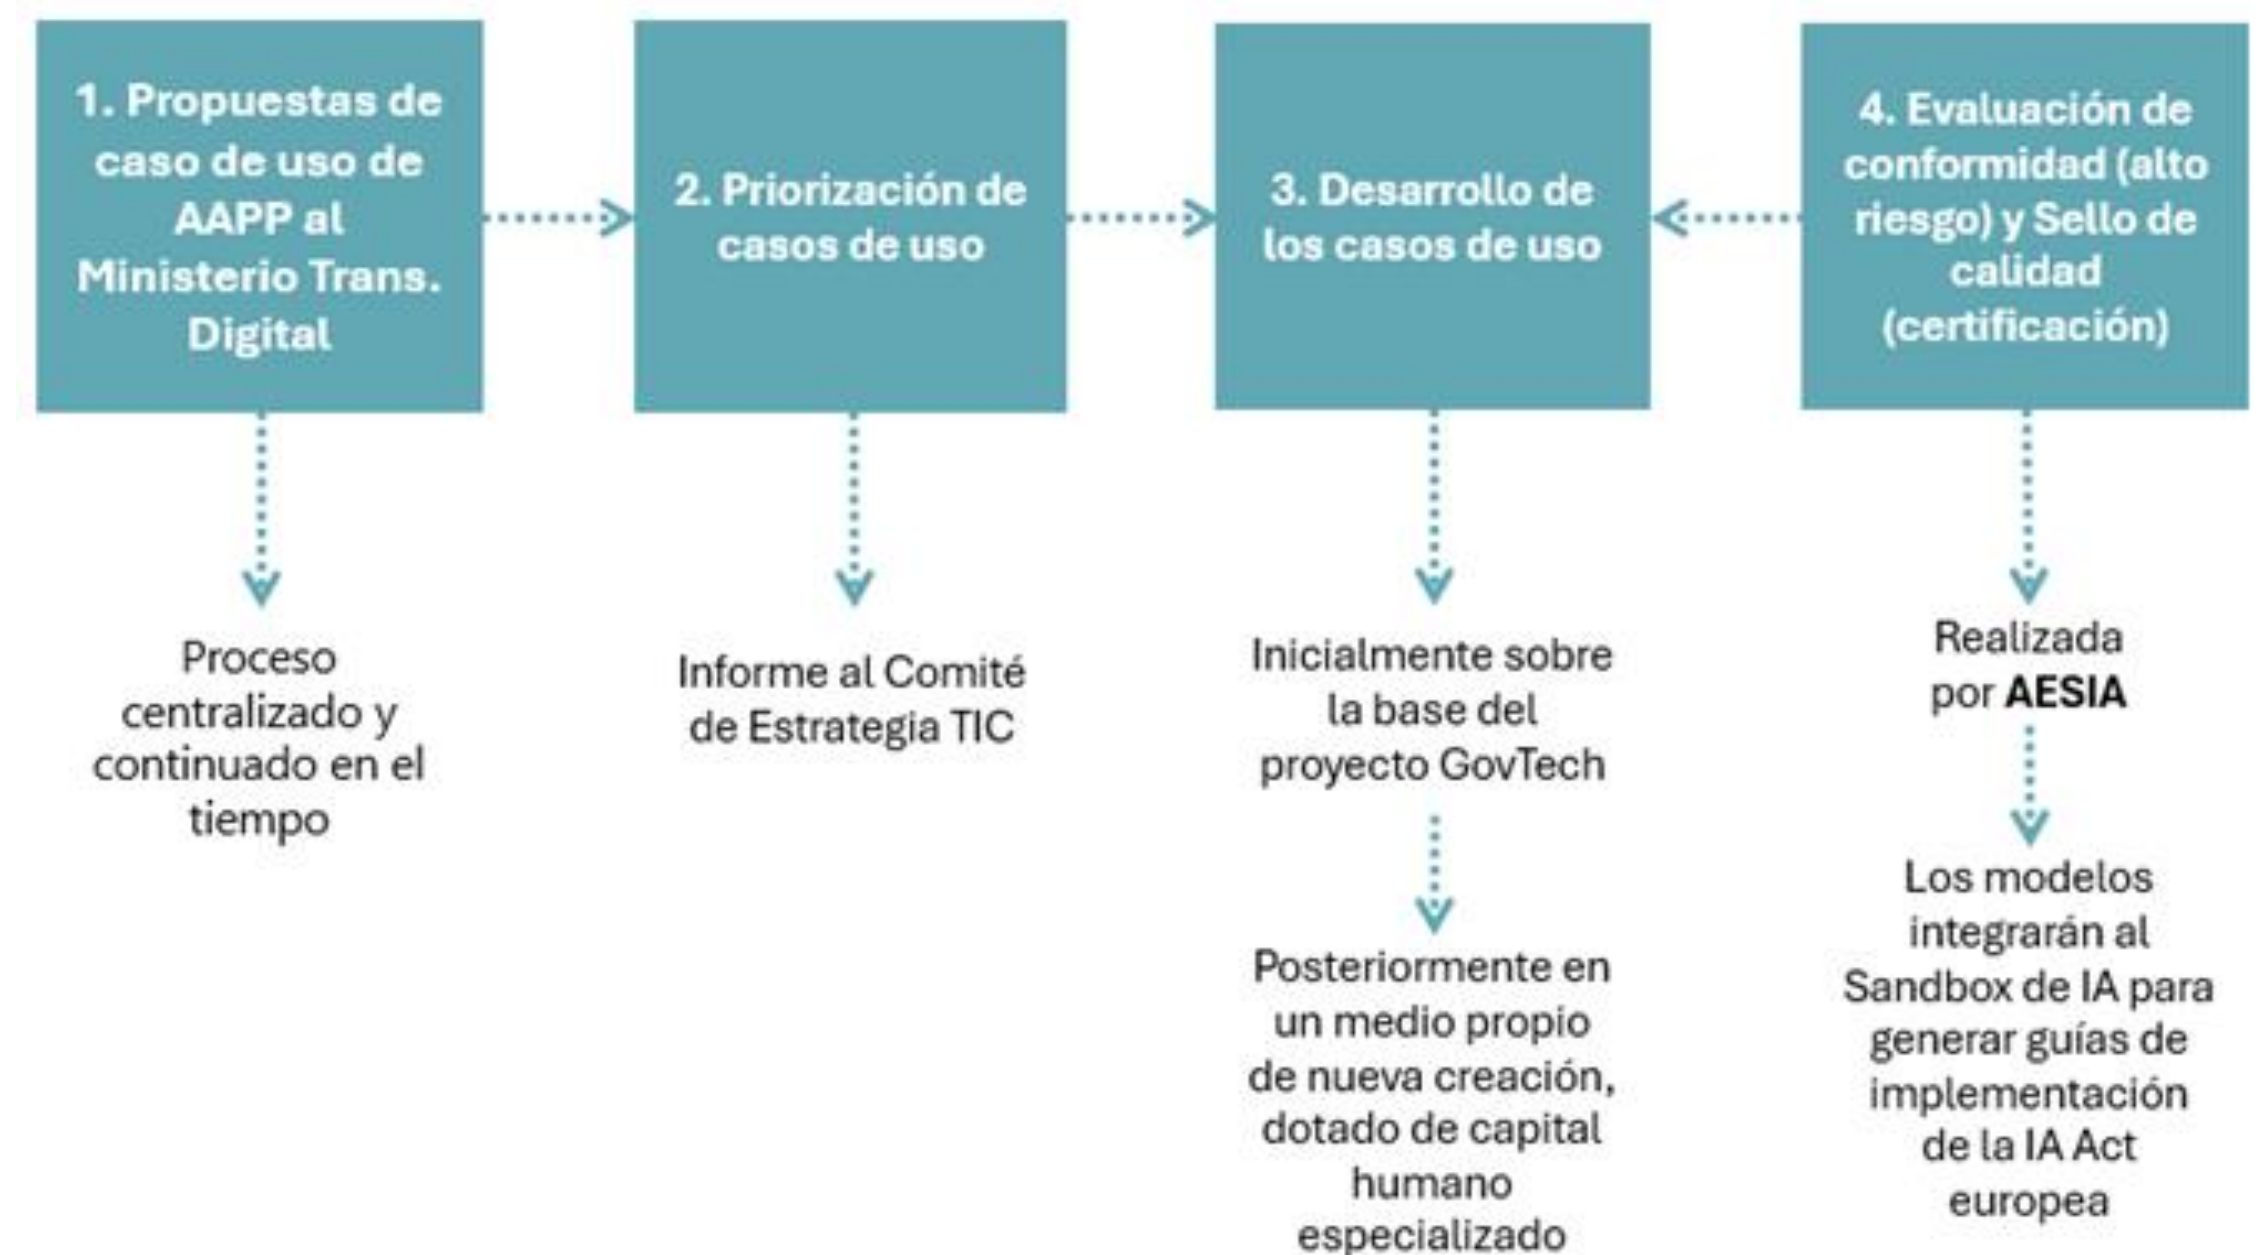 1. Propuestas de
caso de uso de
AAPP al
Ministerio Trans.
Digital
2. Priorización de
casos de uso
3. Desarrollo de
los casos de uso
4. Evaluación de
conformidad (alto
riesgo) y Sello de
calidad
(certificación)
Proceso
centralizado y
continuado en el
tiempo
Informe al Comité
de Estrategia TIC
Inicialmente sobre
la base del
proyecto GovTech
Posteriormente en
un medio propio
de nueva creación,
dotado de capital
humano
especializado
Realizada
por AESIA
Los modelos
integrarán al
Sandbox de IA para
generar guías de
implementación
de la IA Act
europea